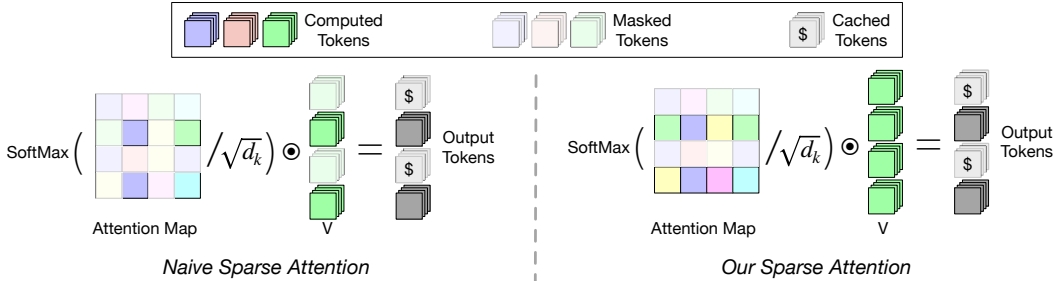 Computed
Tokens
Masked
Tokens
$
Cached
Tokens
SoftMax ( / √d_k ) ⊙ =
$
$
Output
Tokens
Attention Map
V
Naive Sparse Attention
SoftMax ( / √d_k ) ⊙ =
$
$
Output
Tokens
Attention Map
V
Our Sparse Attention